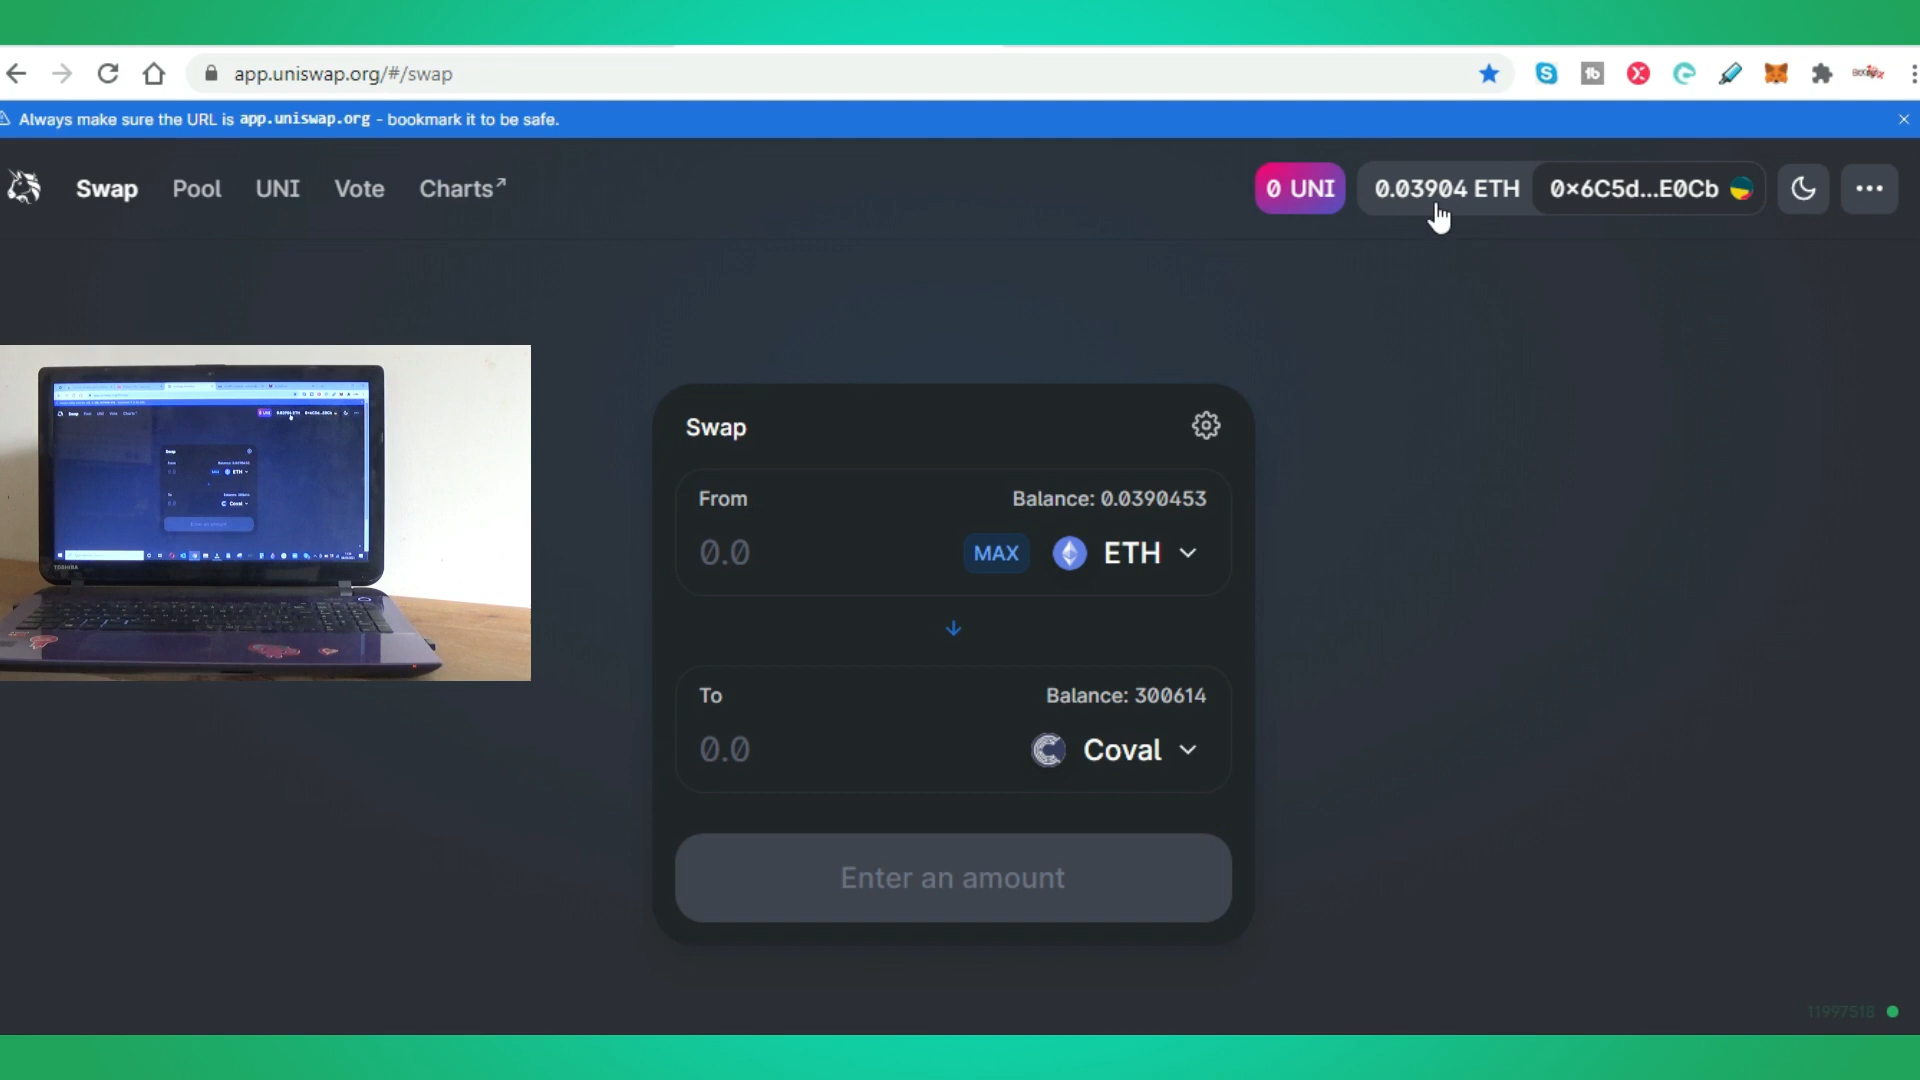 app.uniswap.org/#/swap
Always make sure the URL is app.uniswap.org - bookmark it to be safe.
Swap Pool UNI Vote Charts↗
0 UNI 0.03904 ETH 0x6C5d...E0Cb
Swap
From Balance: 0.0390453
0.0 MAX ETH
To Balance: 300614
0.0 Coval
Enter an amount
11997518
TOSHIBA